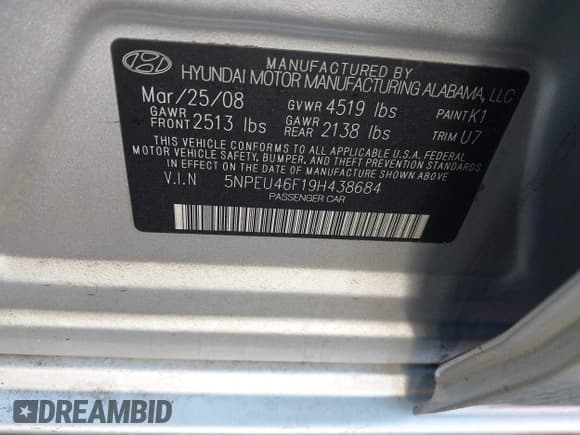 MANUFACTURED BY
HYUNDAI MOTOR MANUFACTURING ALABAMA, LLC
Mar/25/08 GVWR 4519 lbs PAINT K1
GAWR FRONT 2513 lbs GAWR REAR 2138 lbs TRIM U7
THIS VEHICLE CONFORMS TO ALL APPLICABLE U.S.A. FEDERAL
MOTOR VEHICLE SAFETY, BUMPER, AND THEFT PREVENTION STANDARDS
IN EFFECT ON THE DATE OF MANUFACTURE SHOWN ABOVE.
V.I.N 5NPEU46F19H438684
PASSENGER CAR
DREAMBID